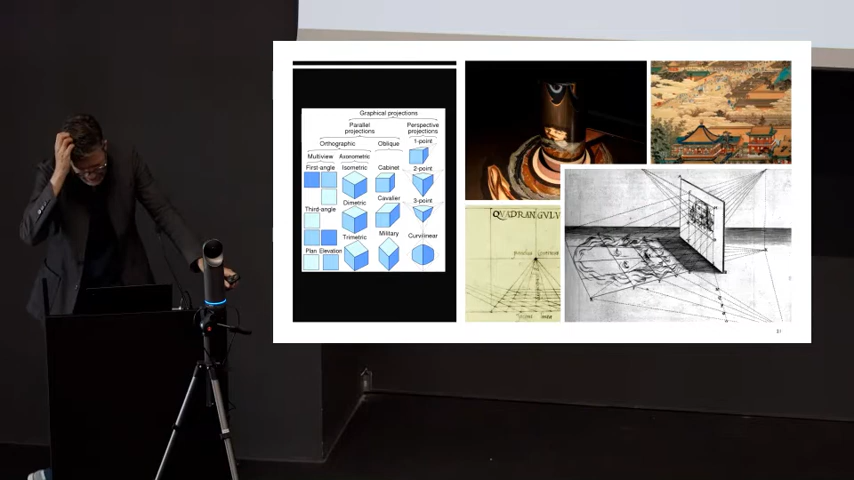 Graphical projections
Parallel projections
Perspective projections
Orthographic
Oblique
1-point
Multiview
Axonometric
First-angle
Isometric
Cabinet
2-point
Third-angle
Dimetric
Cavalier
3-point
Plan Elevation
Trimetric
Military
Curvilinear
QVADRANGVLV